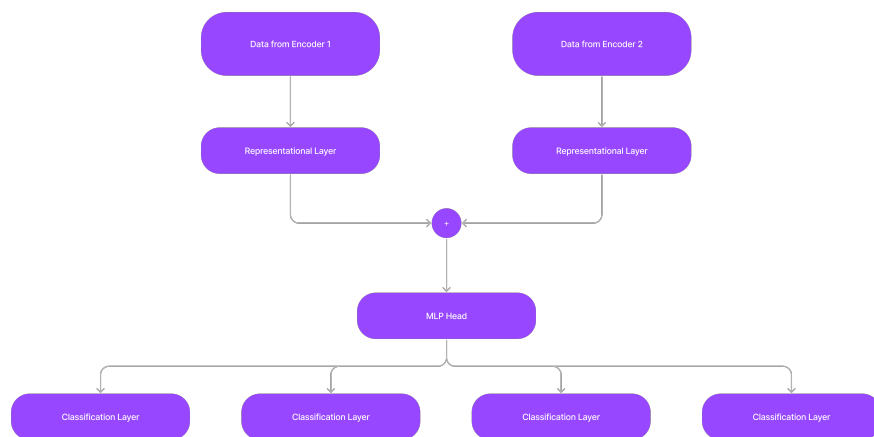 Data from Encoder 1
Data from Encoder 2
Representational Layer
Representational Layer
+
MLP Head
Classification Layer
Classification Layer
Classification Layer
Classification Layer